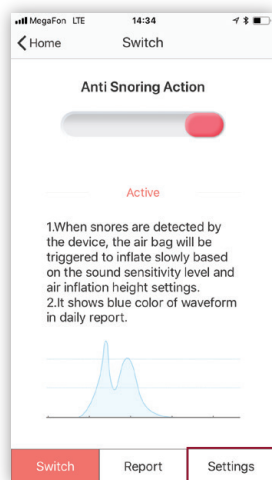 MegaFon LTE 14:34
Home Switch
Anti Snoring Action
Active
1.When snores are detected by
the device, the air bag will be
triggered to inflate slowly based
on the sound sensitivity level and
air inflation height settings.
2.It shows blue color of waveform
in daily report.
Switch Report Settings